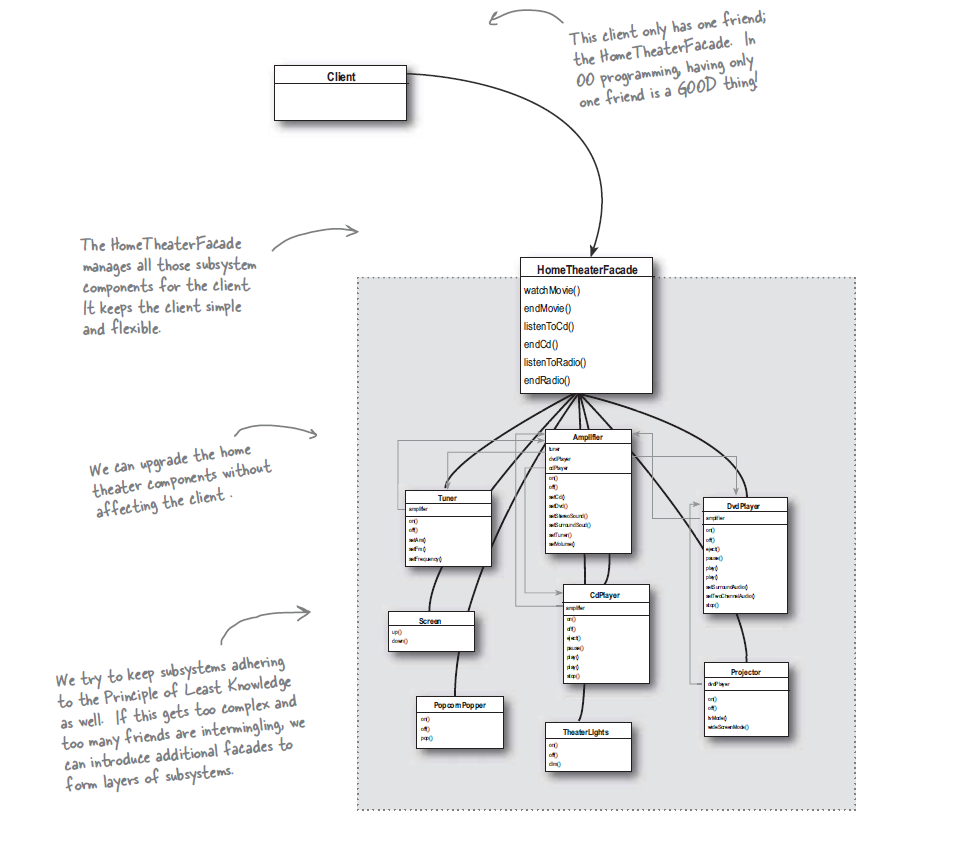 This client only has one friend;
the HomeTheaterFacade. In
OO programming, having only
one friend is a GOOD thing!
Client
The HomeTheaterFacade
manages all those subsystem
components for the client.
It keeps the client simple
and flexible.
HomeTheaterFacade
watchMovie()
endMovie()
listenToCd()
endCd()
listenToRadio()
endRadio()
We can upgrade the home
theater components without
affecting the client.
Amplifier
tuner
dvdPlayer
cdPlayer
on()
off()
setCd()
setDvd()
setStereoSound()
setSurroundSound()
setTuner()
setVolume()
Tuner
amplifier
on()
off()
setAm()
setFm()
setFrequency()
DvdPlayer
amplifier
on()
off()
eject()
pause()
play()
play()
setSurroundAudio()
setTwoChannelAudio()
stop()
CdPlayer
amplifier
on()
off()
eject()
pause()
play()
play()
stop()
Screen
up()
down()
We try to keep subsystems adhering
to the Principle of Least Knowledge
as well. If this gets too complex and
too many friends are intermingling, we
can introduce additional facades to
form layers of subsystems.
PopcornPopper
on()
off()
pop()
TheaterLights
on()
off()
dim()
Projector
dvdPlayer
on()
off()
tvMode()
wideScreenMode()